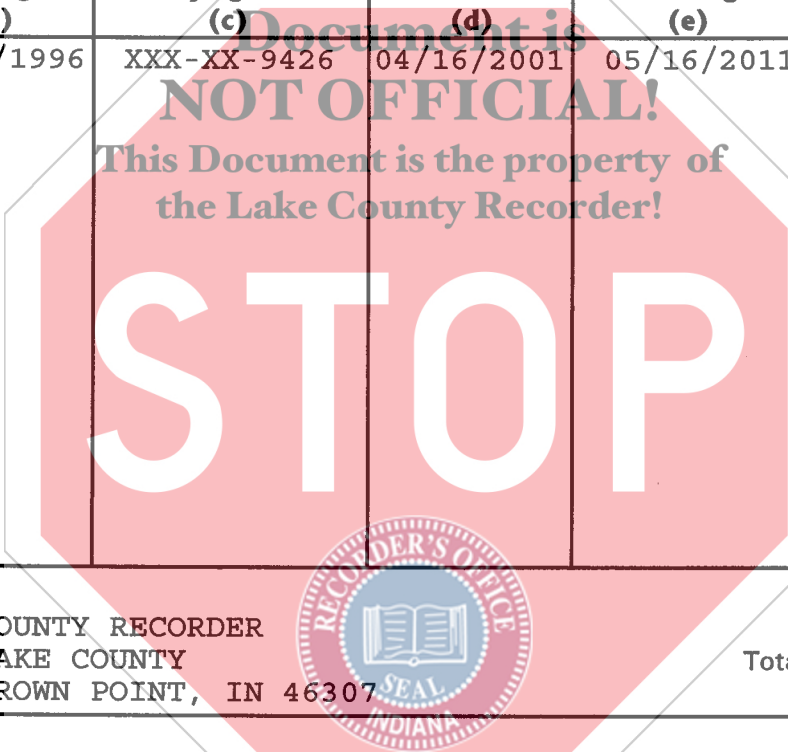 ) (c) (d) (e)
Document is
/1996 XXX-XX-9426 04/16/2001 05/16/2011
NOT OFFICIAL!
This Document is the property of
the Lake County Recorder!
STOP
RECORDER'S OFFICE
SEAL
INDIANA
OUNTY RECORDER
AKE COUNTY
ROWN POINT, IN 46307
Tota